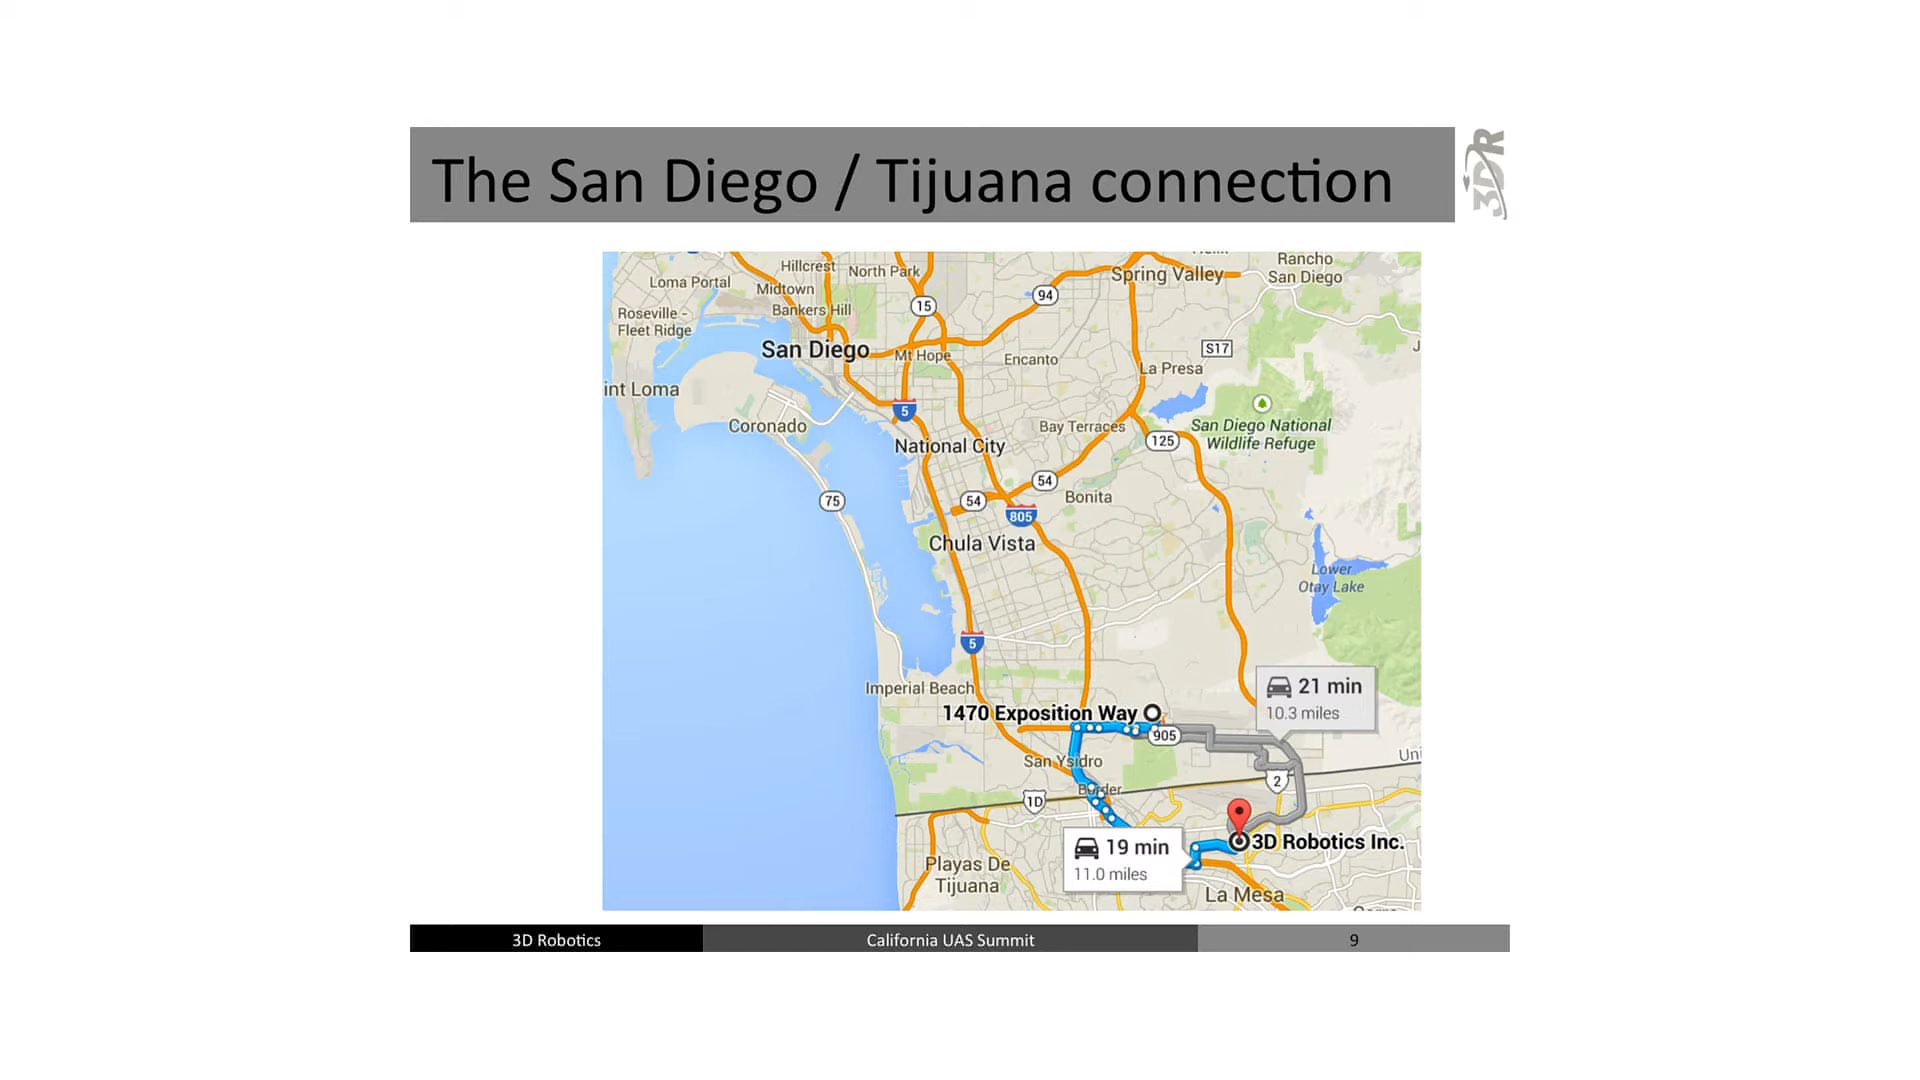 The San Diego / Tijuana connection
3DR
Hillcrest
North Park
Rancho
San Diego
Spring Valley
Loma Portal
Midtown
Bankers Hill
15
94
Roseville -
Fleet Ridge
San Diego
Mt Hope
Encanto
S17
La Presa
int Loma
5
Coronado
National City
Bay Terraces
125
San Diego National
Wildlife Refuge
75
54
54
Bonita
805
Chula Vista
Lower
Otay Lake
5
Imperial Beach
21 min
10.3 miles
1470 Exposition Way
905
San Ysidro
Border
2
1D
3D Robotics Inc.
19 min
11.0 miles
Playas De
Tijuana
La Mesa
3D Robotics
California UAS Summit
9